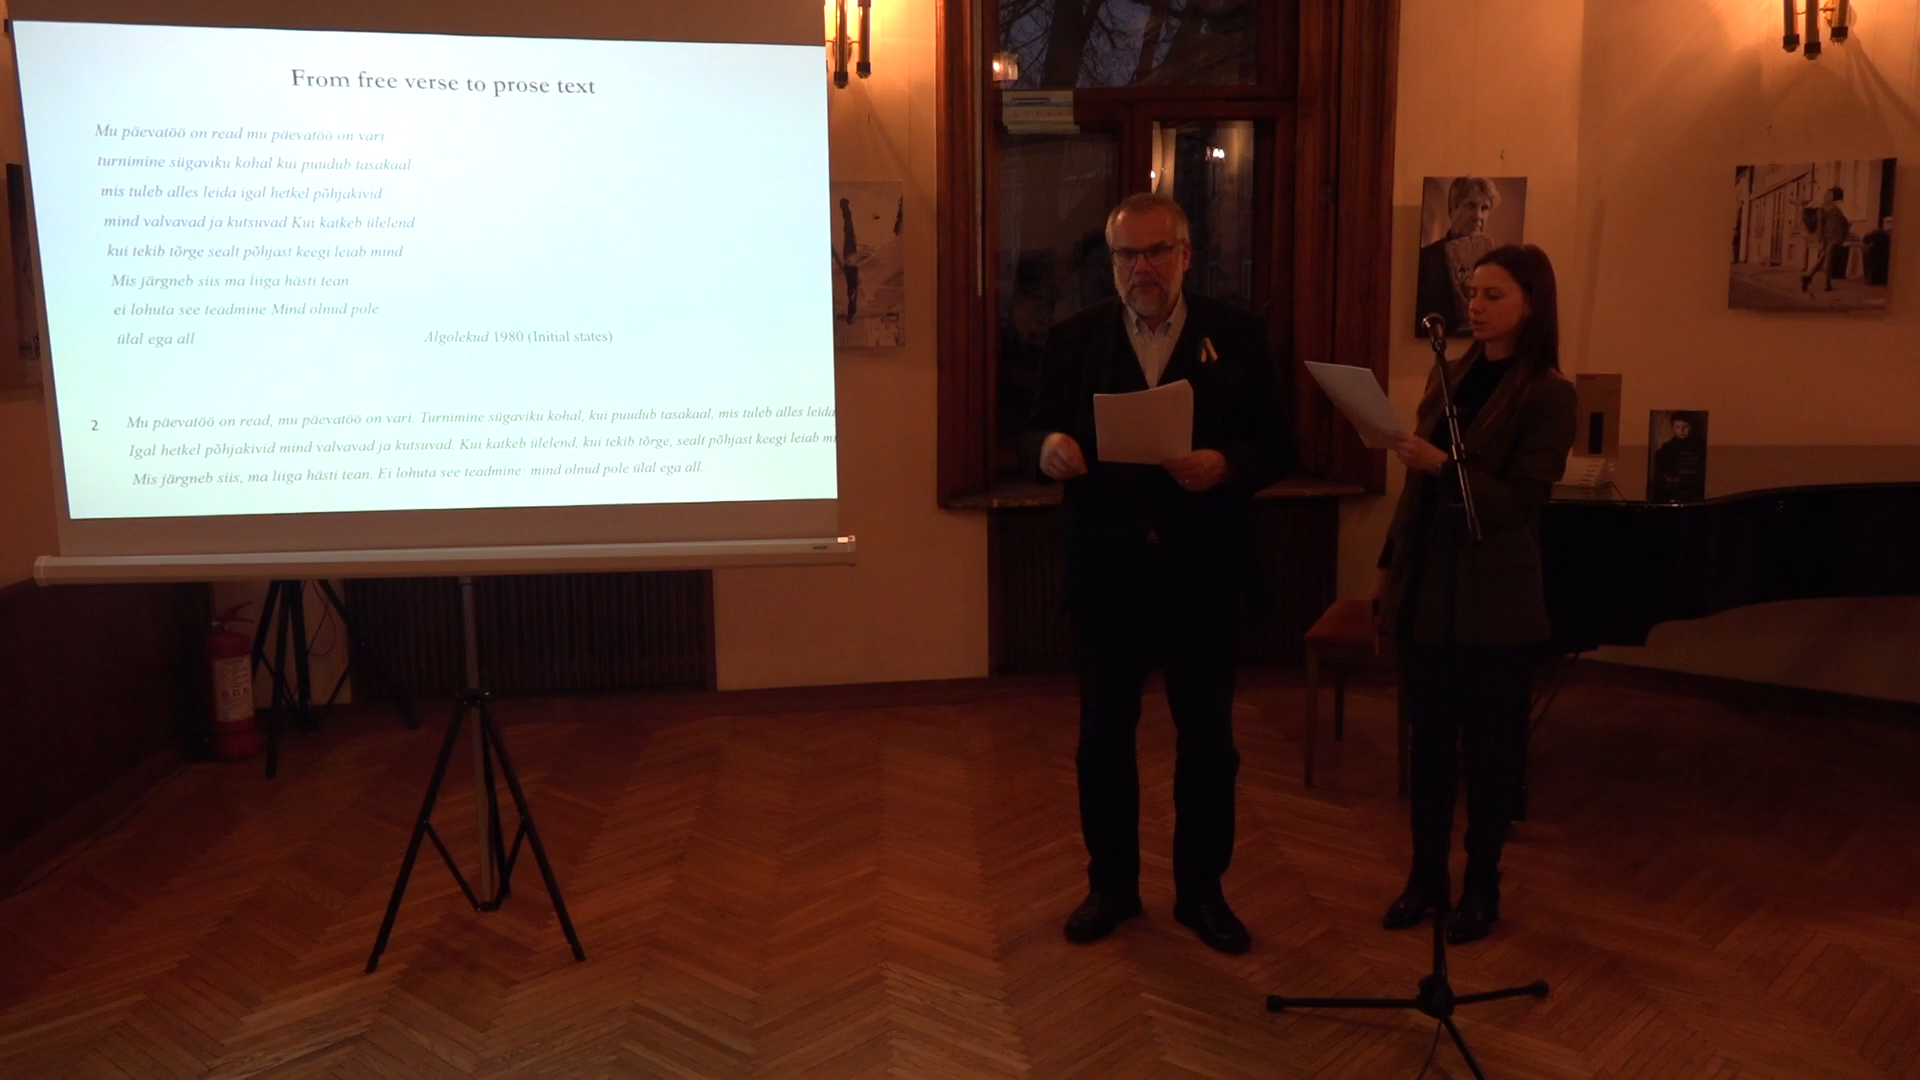 From free verse to prose text
Mu päevatöö on read mu päevatöö on vari
turnimine sügaviku kohal kui puudub tasakaal
mis tuleb alles leida igal hetkel põhjakivid
mind valvavad ja kutsuvad Kui katkeb ülelend
kui tekib tõrge sealt põhjast keegi leiab mind
Mis järgneb siis ma liiga hästi tean
ei lohuta see teadmine Mind olnud pole
ülal ega all
Algolekud 1980 (Initial states)
2 Mu päevatöö on read, mu päevatöö on vari. Turnimine sügaviku kohal, kui puudub tasakaal, mis tuleb alles leida
Igal hetkel põhjakivid mind valvavad ja kutsuvad. Kui katkeb ülelend, kui tekib tõrge, sealt põhjast keegi leiab
Mis järgneb siis, ma liiga hästi tean. Ei lohuta see teadmine: mind olnud pole ülal ega all.